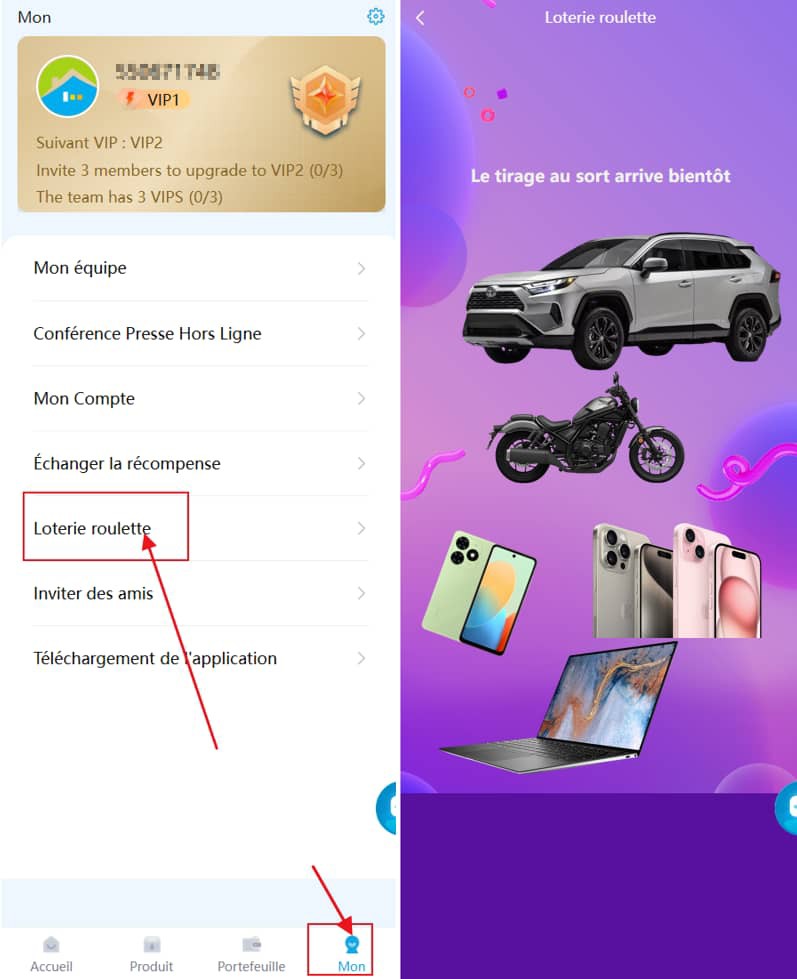 Mon
VIP1
Suivant VIP : VIP2
Invite 3 members to upgrade to VIP2 (0/3)
The team has 3 VIPS (0/3)
Mon équipe
Conférence Presse Hors Ligne
Mon Compte
Échanger la récompense
Loterie roulette
Inviter des amis
Téléchargement de l'application
Accueil
Produit
Portefeuille
Mon
Loterie roulette
Le tirage au sort arrive bientôt